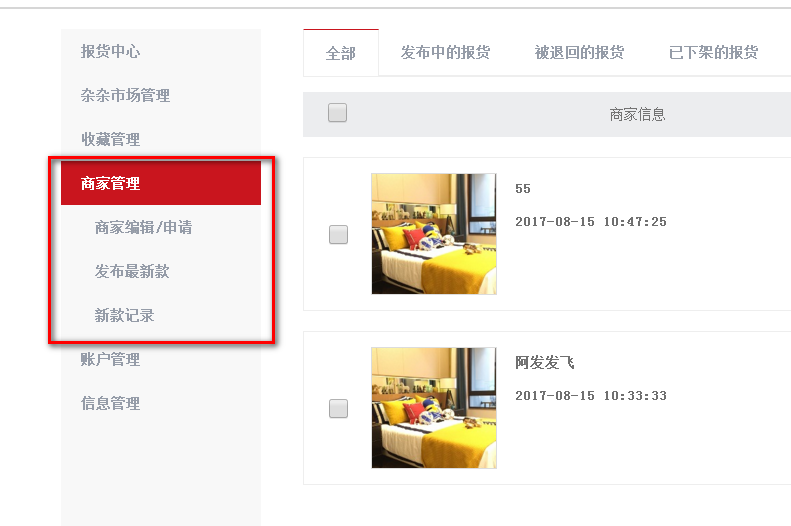 报货中心
杂杂市场管理
收藏管理
商家管理
商家编辑/申请
发布最新款
新款记录
账户管理
信息管理
全部 发布中的报货 被退回的报货 已下架的报货
商家信息
55
2017-08-15 10:47:25
阿发发飞
2017-08-15 10:33:33